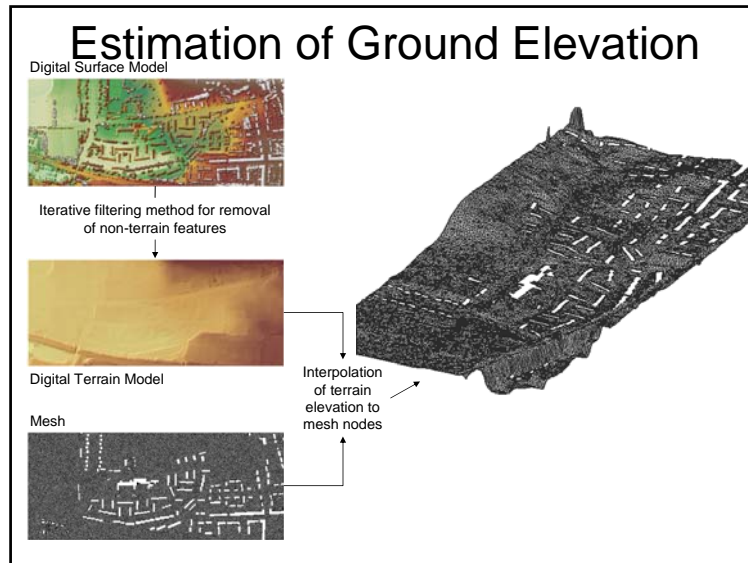 Estimation of Ground Elevation
Digital Surface Model
Iterative filtering method for removal
of non-terrain features
Digital Terrain Model
Interpolation
of terrain
elevation to
mesh nodes
Mesh